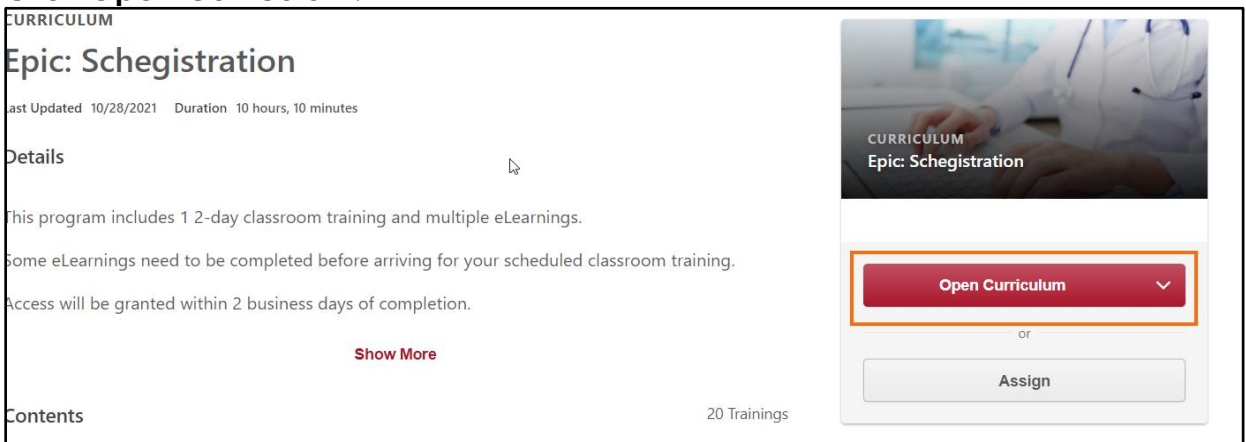 CURRICULUM
Epic: Schegistration
Last Updated 10/28/2021 Duration 10 hours, 10 minutes
Details
This program includes 1 2-day classroom training and multiple eLearnings.
Some eLearnings need to be completed before arriving for your scheduled classroom training.
Access will be granted within 2 business days of completion.
Show More
Contents
20 Trainings
CURRICULUM
Epic: Schegistration
Open Curriculum
or
Assign